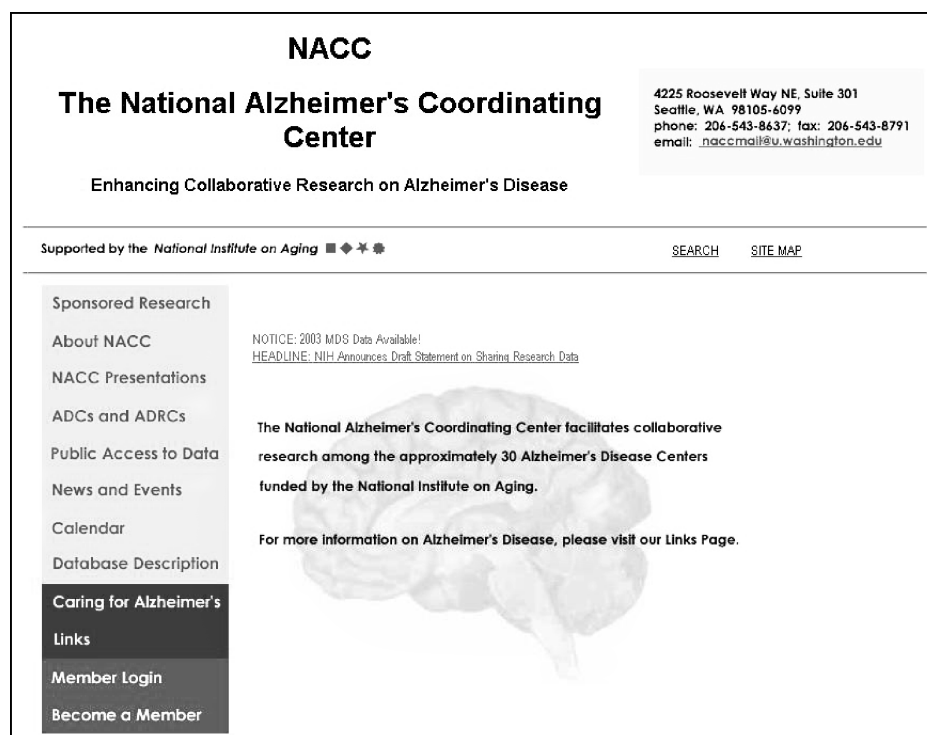 NACC
The National Alzheimer's Coordinating
Center
Enhancing Collaborative Research on Alzheimer's Disease
4225 Roosevelt Way NE, Suite 301
Seattle, WA 98105-6099
phone: 206-543-8637; fax: 206-543-8791
email: naccmail@u.washington.edu
Supported by the National Institute on Aging
SEARCH SITE MAP
Sponsored Research
About NACC
NACC Presentations
ADCs and ADRCs
Public Access to Data
News and Events
Calendar
Database Description
Caring for Alzheimer's
Links
Member Login
Become a Member
NOTICE: 2003 MDS Data Available!
HEADLINE: NIH Announces Draft Statement on Sharing Research Data
The National Alzheimer's Coordinating Center facilitates collaborative
research among the approximately 30 Alzheimer's Disease Centers
funded by the National Institute on Aging.
For more information on Alzheimer's Disease, please visit our Links Page.